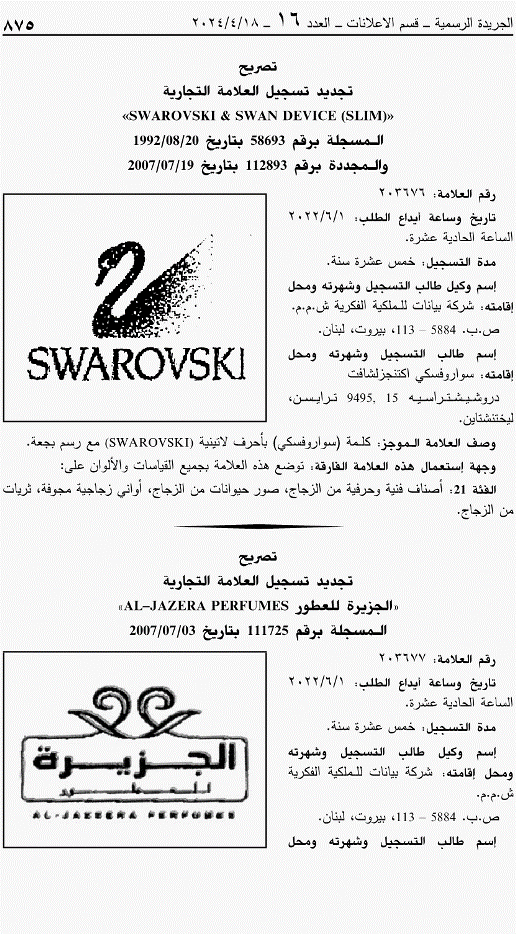 الجريدة الرسمية – قسم الاعلانات – العدد ١٦ – ٢٠٢٤/٤/١٨
٨٧٥
تصريح
تجديد تسجيل العلامة التجارية
«SWAROVSKI & SWAN DEVICE (SLIM)»
المسجلة برقم 58693 بتاريخ 1992/08/20
والمجددة برقم 112893 بتاريخ 2007/07/19
رقم العلامة: ٢٠٣٦٧٦
تاريخ وساعة أيداع الطلب: ٢٠٢٢/٦/١
الساعة الحادية عشرة.
مدة التسجيل: خمس عشرة سنة.
إسم وكيل طالب التسجيل وشهرته ومحل
إقامته: شركة بيانات للملكية الفكرية ش.م.م.
ص.ب. 5884 – 113، بيروت، لبنان.
إسم طالب التسجيل وشهرته ومحل
إقامته: سواروفسكي اكتنجزلشافت
دروشيشتراسيه 15 ,9495 ترايسن،
ليختنشتاين.
SWAROVSKI
وصف العلامة الموجز: كلمة (سواروفسكي) بأحرف لاتينية (SWAROVSKI) مع رسم بجعة.
وجهة إستعمال هذه العلامة الفارقة: توضع هذه العلامة بجميع القياسات والألوان على:
الفئة 21: أصناف فنية وحرفية من الزجاج، صور حيوانات من الزجاج، أواني زجاجية مجوفة، ثريات
من الزجاج.
تصريح
تجديد تسجيل العلامة التجارية
«الجزيرة للعطور AL–JAZERA PERFUMES»
المسجلة برقم 111725 بتاريخ 2007/07/03
رقم العلامة: ٢٠٣٦٧٧
تاريخ وساعة أيداع الطلب: ٢٠٢٢/٦/١
الساعة الحادية عشرة.
مدة التسجيل: خمس عشرة سنة.
إسم وكيل طالب التسجيل وشهرته
ومحل إقامته: شركة بيانات للملكية الفكرية
ش.م.م.
ص.ب. 5884 – 113، بيروت، لبنان.
إسم طالب التسجيل وشهرته ومحل
الجزيرة
للعطور
AL-JAZEERA PERFUMES